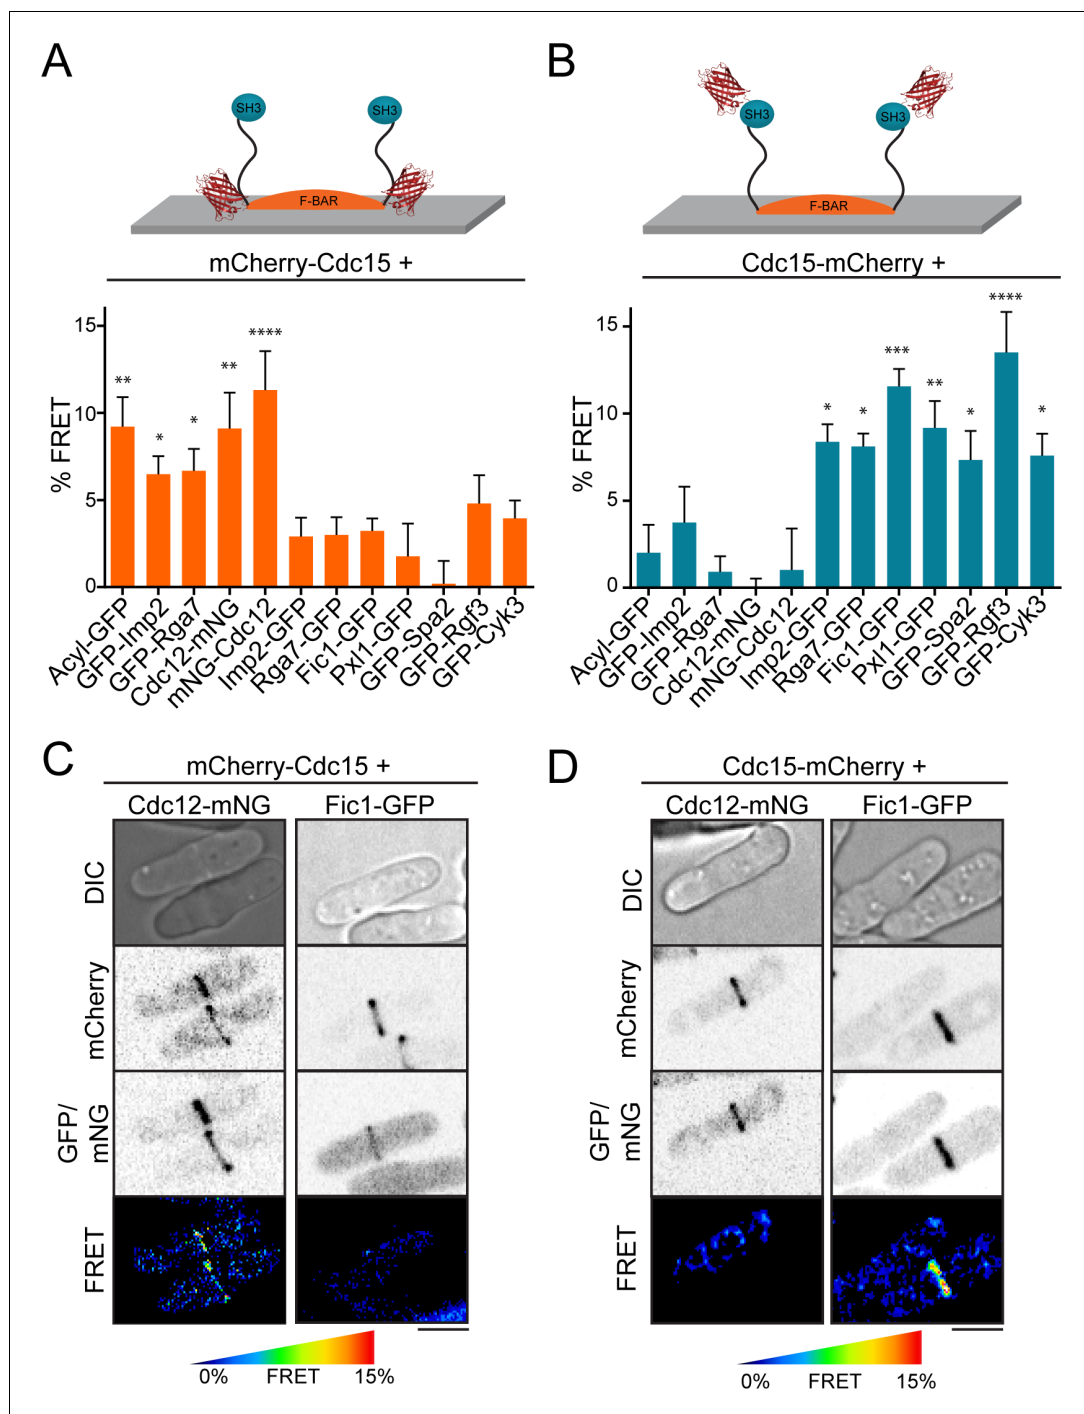 A
SH3
SH3
F-BAR
mCherry-Cdc15 +
% FRET
15
10
5
0
** * * ** ****
Acyl-GFP
GFP-Imp2
GFP-Rga7
Cdc12-mNG
mNG-Cdc12
Imp2-GFP
Rga7-GFP
Fic1-GFP
Pxl1-GFP
GFP-Spa2
GFP-Rgf3
GFP-Cyk3
B
SH3
SH3
F-BAR
Cdc15-mCherry +
% FRET
15
10
5
0
* * *** ** * **** *
Acyl-GFP
GFP-Imp2
GFP-Rga7
Cdc12-mNG
mNG-Cdc12
Imp2-GFP
Rga7-GFP
Fic1-GFP
Pxl1-GFP
GFP-Spa2
GFP-Rgf3
GFP-Cyk3
C
mCherry-Cdc15 +
Cdc12-mNG Fic1-GFP
DIC
mCherry
GFP/
mNG
FRET
0% FRET 15%
D
Cdc15-mCherry +
Cdc12-mNG Fic1-GFP
DIC
mCherry
GFP/
mNG
FRET
0% FRET 15%